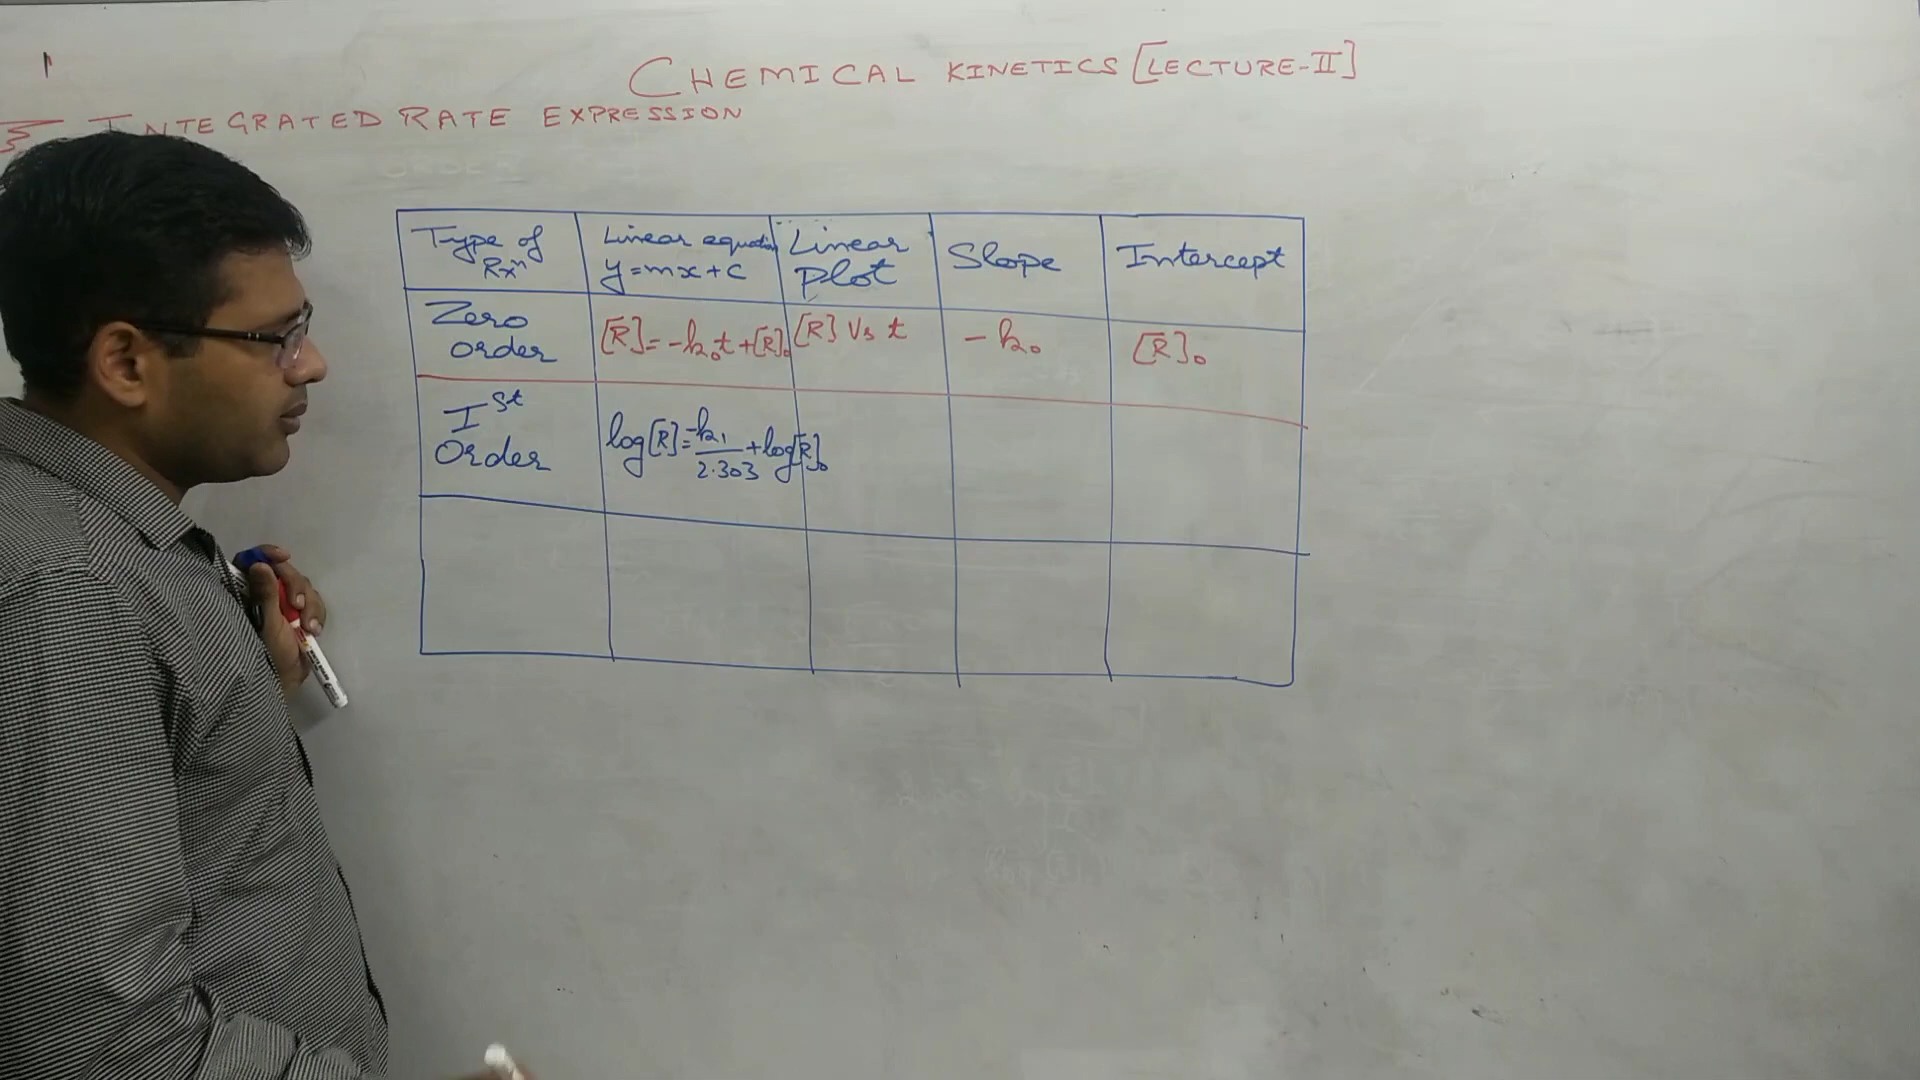 CHEMICAL KINETICS [LECTURE-II]
INTEGRATED RATE EXPRESSION
Type of Rxⁿ
Linear equation y=mx+c
Linear Plot
Slope
Intercept
Zero order
[R]=-k₀t+[R]₀
[R] Vs t
-k₀
[R]₀
Iˢᵗ Order
log[R]=-k₁/2.303+log[R]₀